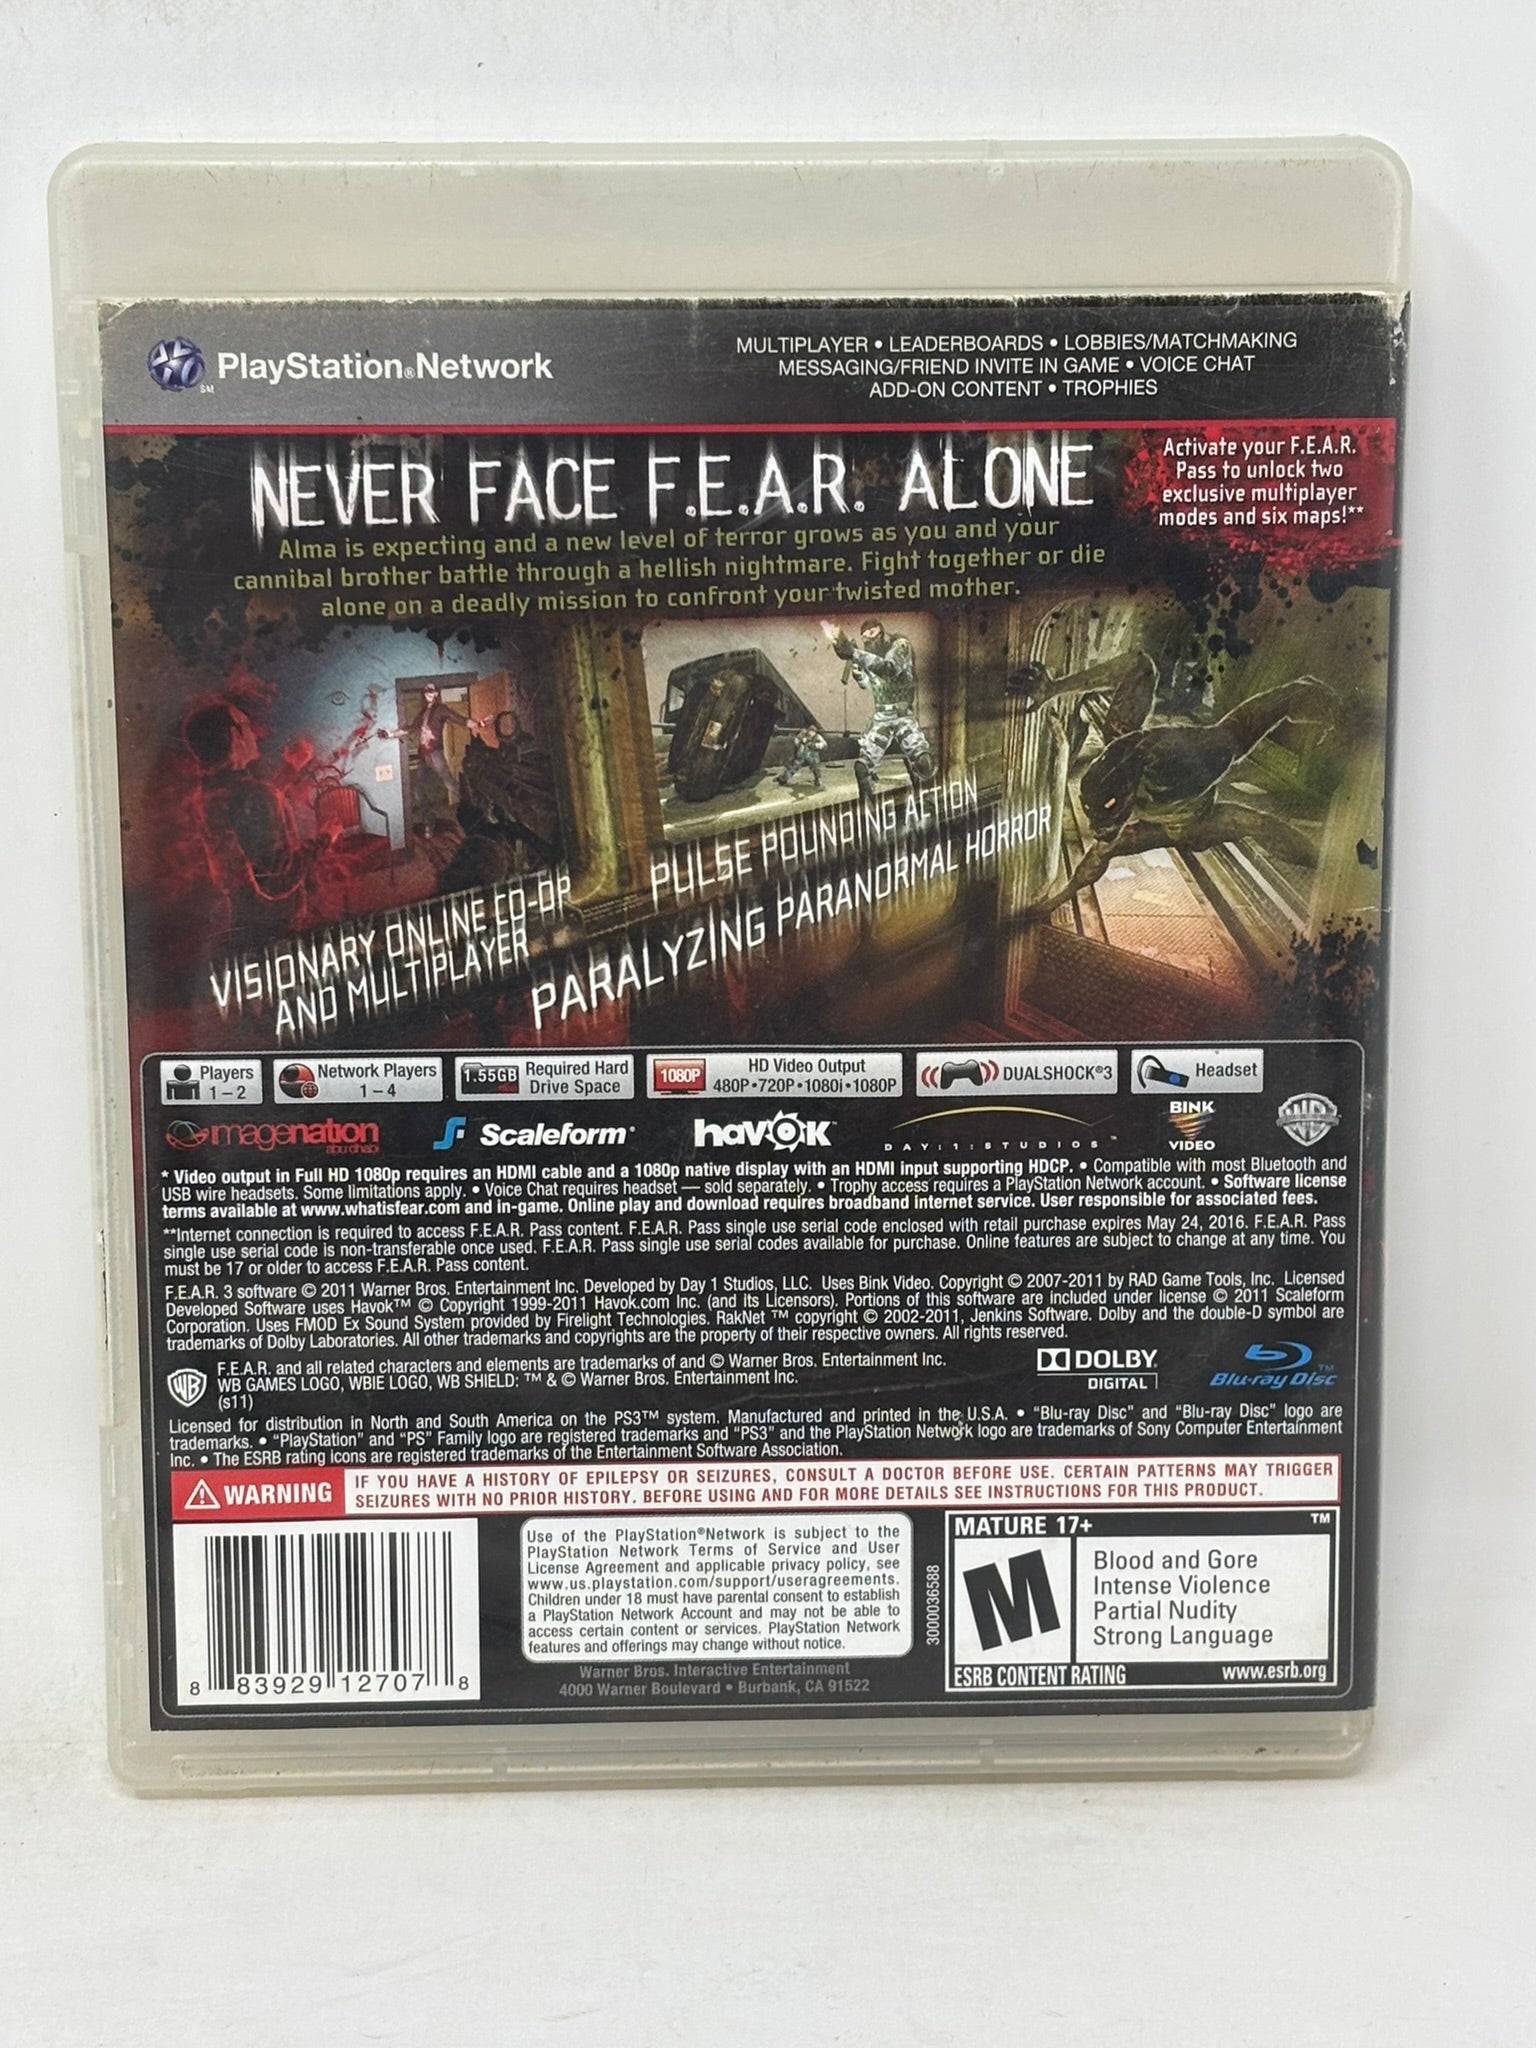 PlayStation®Network
SM
MULTIPLAYER • LEADERBOARDS • LOBBIES/MATCHMAKING
MESSAGING/FRIEND INVITE IN GAME • VOICE CHAT
ADD-ON CONTENT • TROPHIES
NEVER FACE F.E.A.R. ALONE
Alma is expecting and a new level of terror grows as you and your
cannibal brother battle through a hellish nightmare. Fight together or die
alone on a deadly mission to confront your twisted mother.
Activate your F.E.A.R.
Pass to unlock two
exclusive multiplayer
modes and six maps!**
VISIONARY ONLINE CO-OP
AND MULTIPLAYER
PULSE POUNDING ACTION
PARALYZING PARANORMAL HORROR
Players
1 – 2
Network Players
1 – 4
1.55GB
Required Hard
Drive Space
1080P
HD Video Output
480P•720P•1080i•1080P
DUALSHOCK®3
Headset
imagenation
abu dhabi
Scaleform®
havok™
DAY:1:STUDIOS™
BINK
VIDEO
WB
* Video output in Full HD 1080p requires an HDMI cable and a 1080p native display with an HDMI input supporting HDCP. • Compatible with most Bluetooth and
USB wire headsets. Some limitations apply. • Voice Chat requires headset — sold separately. • Trophy access requires a PlayStation Network account. • Software license
terms available at www.whatisfear.com and in-game. Online play and download requires broadband internet service. User responsible for associated fees.
**Internet connection is required to access F.E.A.R. Pass content. F.E.A.R. Pass single use serial code enclosed with retail purchase expires May 24, 2016. F.E.A.R. Pass
single use serial code is non-transferable once used. F.E.A.R. Pass single use serial codes available for purchase. Online features are subject to change at any time. You
must be 17 or older to access F.E.A.R. Pass content.
F.E.A.R. 3 software © 2011 Warner Bros. Entertainment Inc. Developed by Day 1 Studios, LLC. Uses Bink Video. Copyright © 2007-2011 by RAD Game Tools, Inc. Licensed
Developed Software uses Havok™ © Copyright 1999-2011 Havok.com Inc. (and its Licensors). Portions of this software are included under license © 2011 Scaleform
Corporation. Uses FMOD Ex Sound System provided by Firelight Technologies. RakNet ™ copyright © 2002-2011, Jenkins Software. Dolby and the double-D symbol are
trademarks of Dolby Laboratories. All other trademarks and copyrights are the property of their respective owners. All rights reserved.
WB
F.E.A.R. and all related characters and elements are trademarks of and © Warner Bros. Entertainment Inc.
WB GAMES LOGO, WBIE LOGO, WB SHIELD: ™ & © Warner Bros. Entertainment Inc.
(s11)
DOLBY®
DIGITAL
Blu-ray Disc™
Licensed for distribution in North and South America on the PS3™ system. Manufactured and printed in the U.S.A. • “Blu-ray Disc” and “Blu-ray Disc” logo are
trademarks. • “PlayStation” and “PS” Family logo are registered trademarks and “PS3” and the PlayStation Network logo are trademarks of Sony Computer Entertainment
Inc. • The ESRB rating icons are registered trademarks of the Entertainment Software Association.
WARNING
IF YOU HAVE A HISTORY OF EPILEPSY OR SEIZURES, CONSULT A DOCTOR BEFORE USE. CERTAIN PATTERNS MAY TRIGGER
SEIZURES WITH NO PRIOR HISTORY. BEFORE USING AND FOR MORE DETAILS SEE INSTRUCTIONS FOR THIS PRODUCT.
8 83929 12707 8
Use of the PlayStation®Network is subject to the
PlayStation Network Terms of Service and User
License Agreement and applicable privacy policy, see
www.us.playstation.com/support/useragreements.
Children under 18 must have parental consent to establish
a PlayStation Network Account and may not be able to
access certain content or services. PlayStation Network
features and offerings may change without notice.
Warner Bros. Interactive Entertainment
4000 Warner Boulevard • Burbank, CA 91522
3000036588
MATURE 17+
™
M
Blood and Gore
Intense Violence
Partial Nudity
Strong Language
ESRB CONTENT RATING
www.esrb.org